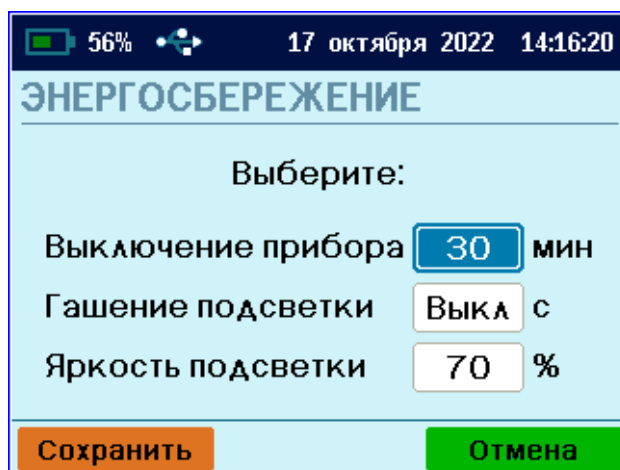 56% 17 октября 2022 14:16:20
ЭНЕРГОСБЕРЕЖЕНИЕ
Выберите:
Выключение прибора 30 мин
Гашение подсветки Выкл с
Яркость подсветки 70 %
Сохранить Отмена